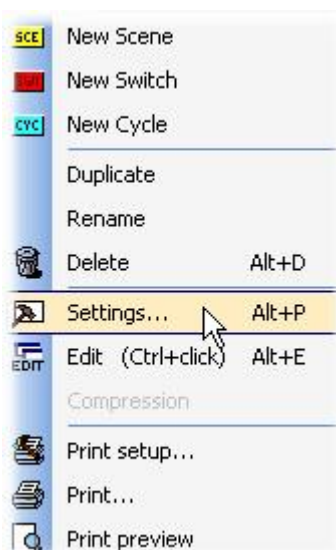 SCE New Scene
New Switch
CYC New Cycle
Duplicate
Rename
Delete Alt+D
Settings... Alt+P
EDIT Edit (Ctrl+click) Alt+E
Compression
Print setup...
Print...
Print preview